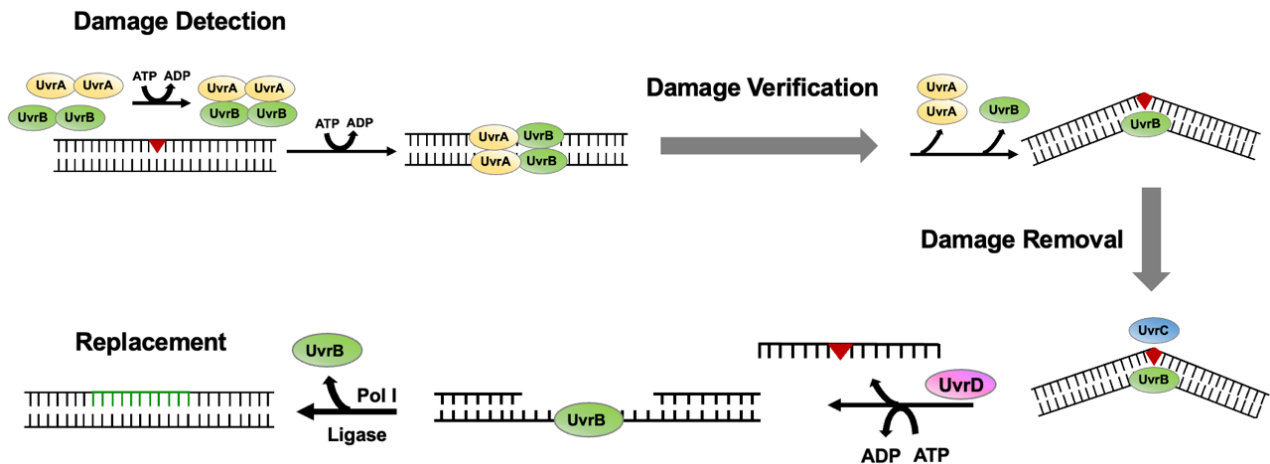 Damage Detection
UvrA UvrA
UvrB UvrB
ATP ADP
UvrA UvrA
UvrB UvrB
ATP ADP
UvrA UvrB
UvrA UvrB
Damage Verification
UvrA
UvrA
UvrB
UvrB
Damage Removal
UvrC
UvrB
UvrD
ADP ATP
UvrB
UvrB
Pol I
Ligase
Replacement